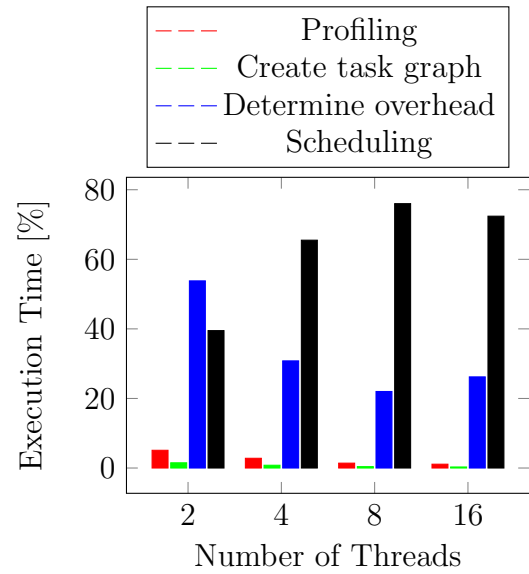 Profiling
Create task graph
Determine overhead
Scheduling
80
60
40
20
0
Execution Time [%]
2 4 8 16
Number of Threads